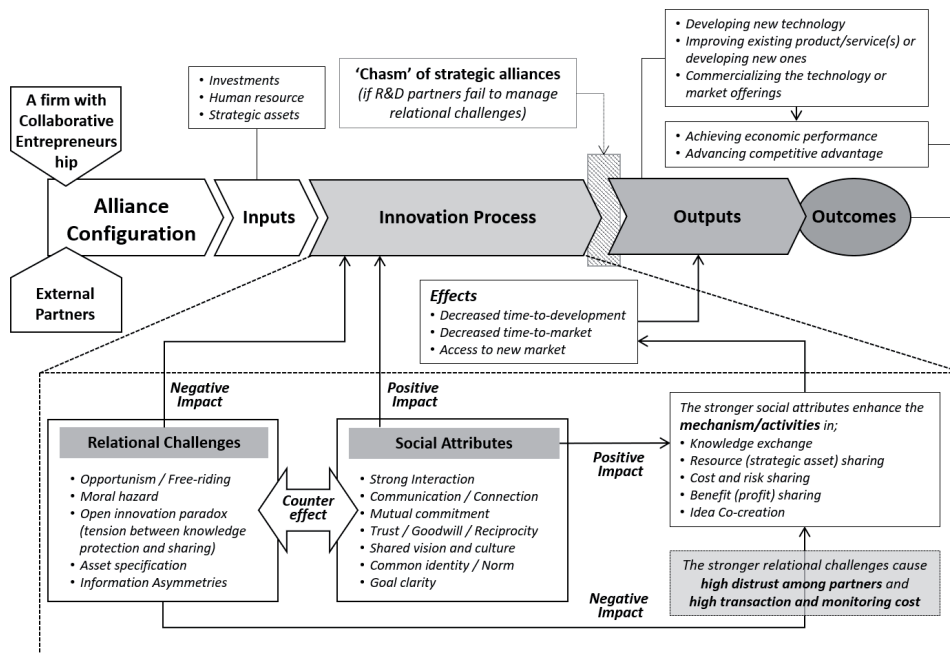 A firm with
Collaborative
Entrepreneurs
hip
• Investments
• Human resource
• Strategic assets
'Chasm' of strategic alliances
(if R&D partners fail to manage
relational challenges)
• Developing new technology
• Improving existing product/service(s) or
developing new ones
• Commercializing the technology or
market offerings
• Achieving economic performance
• Advancing competitive advantage
Alliance
Configuration
Inputs
Innovation Process
Outputs
Outcomes
External
Partners
Effects
• Decreased time-to-development
• Decreased time-to-market
• Access to new market
Negative
Impact
Positive
Impact
Relational Challenges
• Opportunism / Free-riding
• Moral hazard
• Open innovation paradox
(tension between knowledge
protection and sharing)
• Asset specification
• Information Asymmetries
Counter
effect
Social Attributes
• Strong Interaction
• Communication / Connection
• Mutual commitment
• Trust / Goodwill / Reciprocity
• Shared vision and culture
• Common identity / Norm
• Goal clarity
Positive
Impact
The stronger social attributes enhance the
mechanism/activities in;
• Knowledge exchange
• Resource (strategic asset) sharing
• Cost and risk sharing
• Benefit (profit) sharing
• Idea Co-creation
The stronger relational challenges cause
high distrust among partners and
high transaction and monitoring cost
Negative
Impact